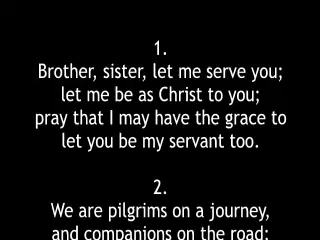 1.
Brother, sister, let me serve you;
let me be as Christ to you;
pray that I may have the grace to
let you be my servant too.
2.
We are pilgrims on a journey,
and companions on the road;